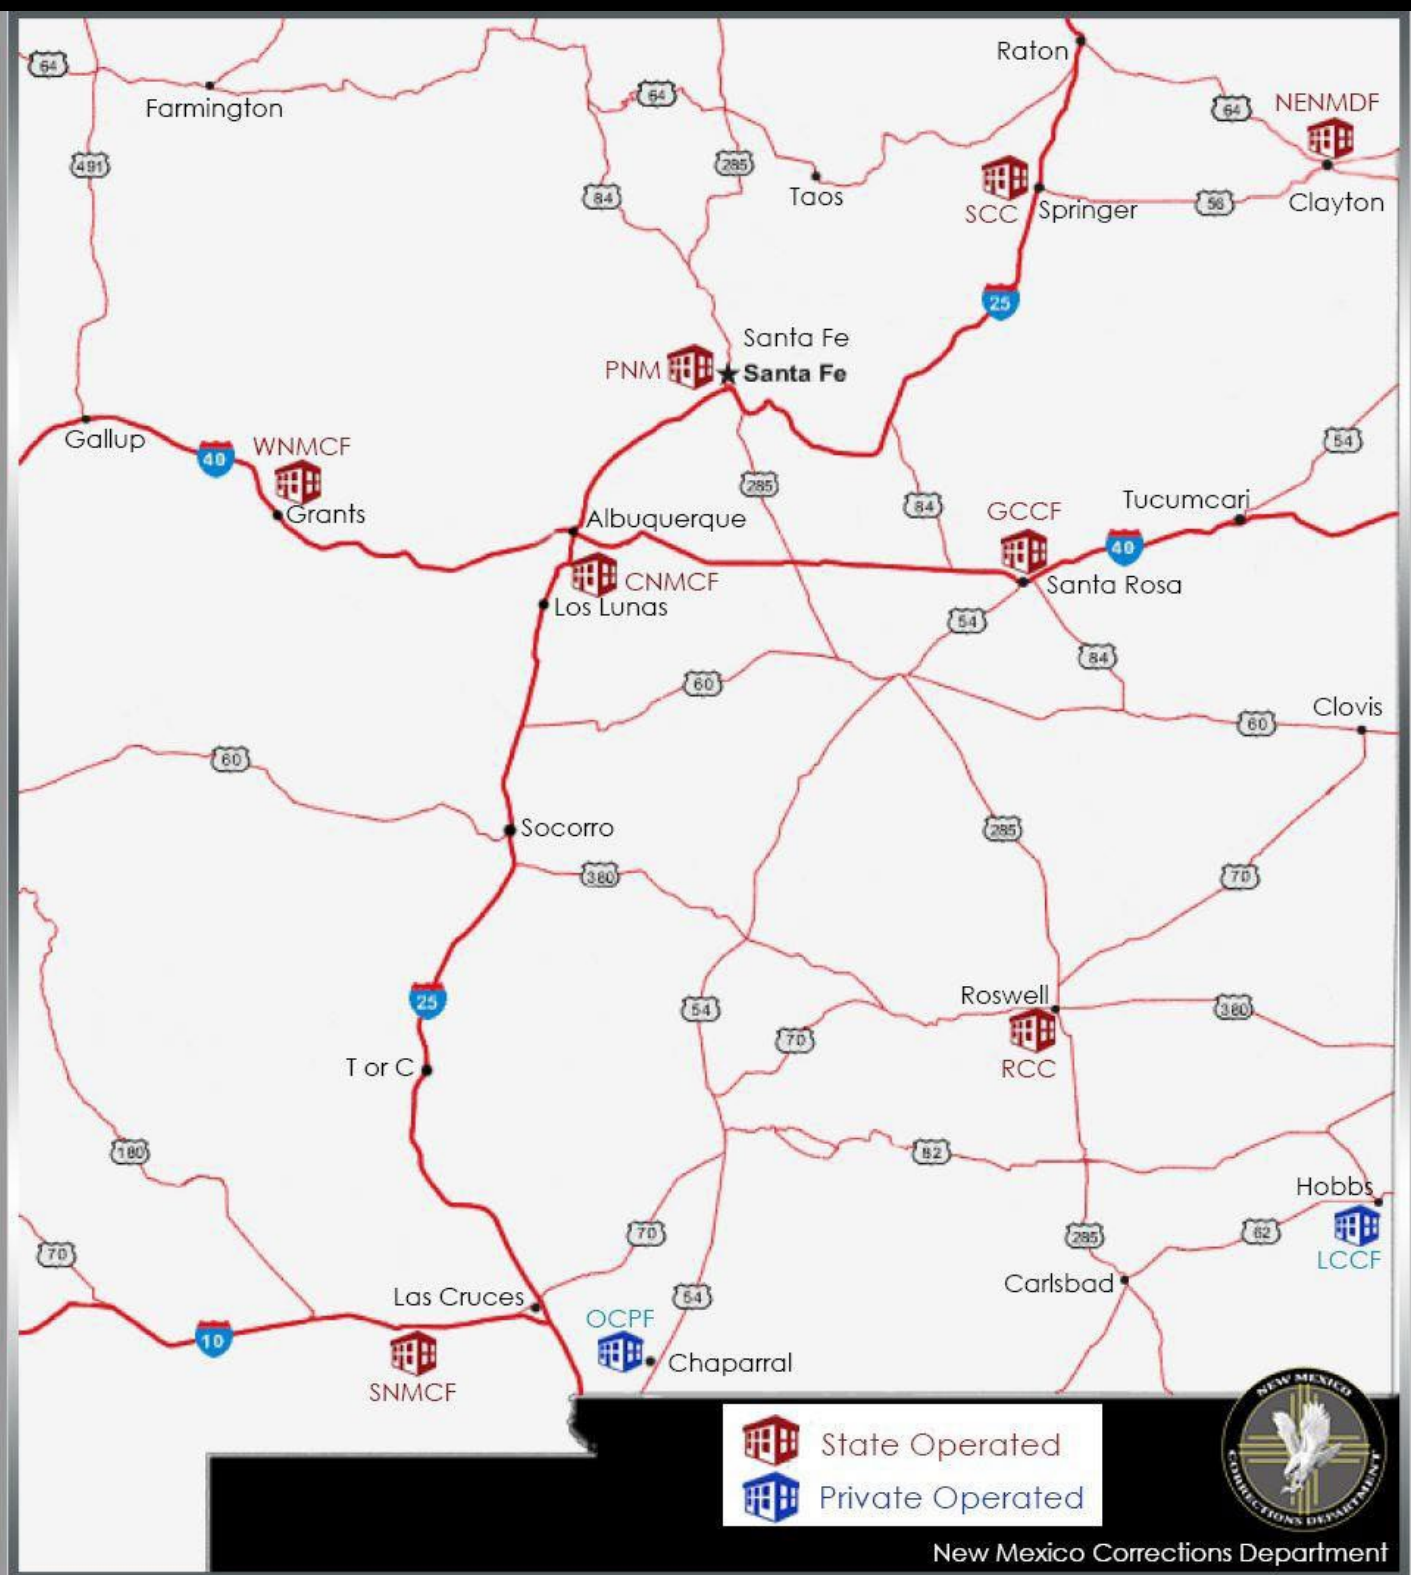 Raton
64
Farmington
64
64
NENMDF
491
285
84
Taos
SCC
Springer
56
Clayton
25
Santa Fe
PNM
Santa Fe
Gallup
40
WNMCF
54
285
Grants
84
Tucumcari
GCCF
Albuquerque
40
CNMCF
Santa Rosa
Los Lunas
54
84
60
Clovis
60
60
Socorro
285
380
70
25
Roswell
54
380
70
RCC
T or C
180
82
Hobbs
70
70
285
62
LCCF
Carlsbad
Las Cruces
54
OCPF
10
Chaparral
SNMCF
State Operated
Private Operated
NEW MEXICO
CORRECTIONS DEPARTMENT
New Mexico Corrections Department